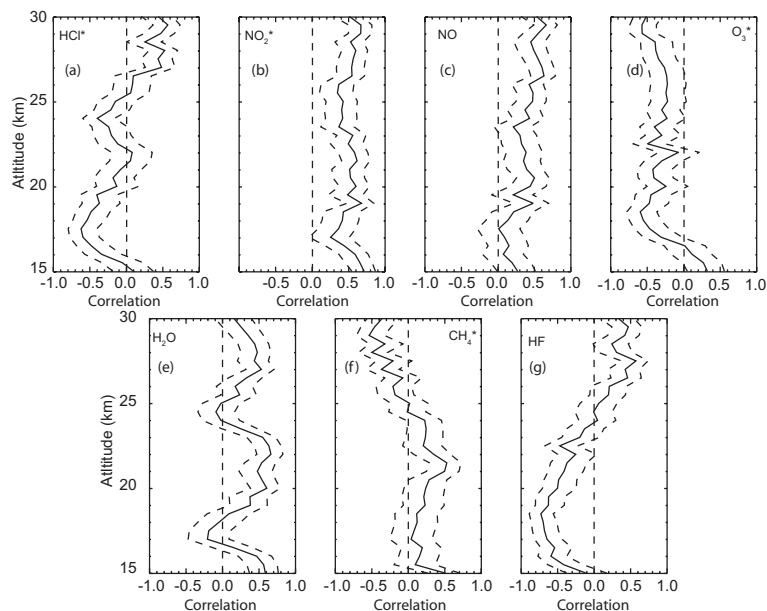 30
25
20
15
Atltitude (km)
HCl*
(a)
NO2*
(b)
NO
(c)
O3*
(d)
-1.0 -0.5 0.0 0.5 1.0
-1.0 -0.5 0.0 0.5 1.0
-1.0 -0.5 0.0 0.5 1.0
-1.0 -0.5 0.0 0.5 1.0
Correlation
Correlation
Correlation
Correlation
30
25
20
15
Atltitude (km)
H2O
(e)
CH4*
(f)
HF
(g)
-1.0 -0.5 0.0 0.5 1.0
-1.0 -0.5 0.0 0.5 1.0
-1.0 -0.5 0.0 0.5 1.0
Correlation
Correlation
Correlation